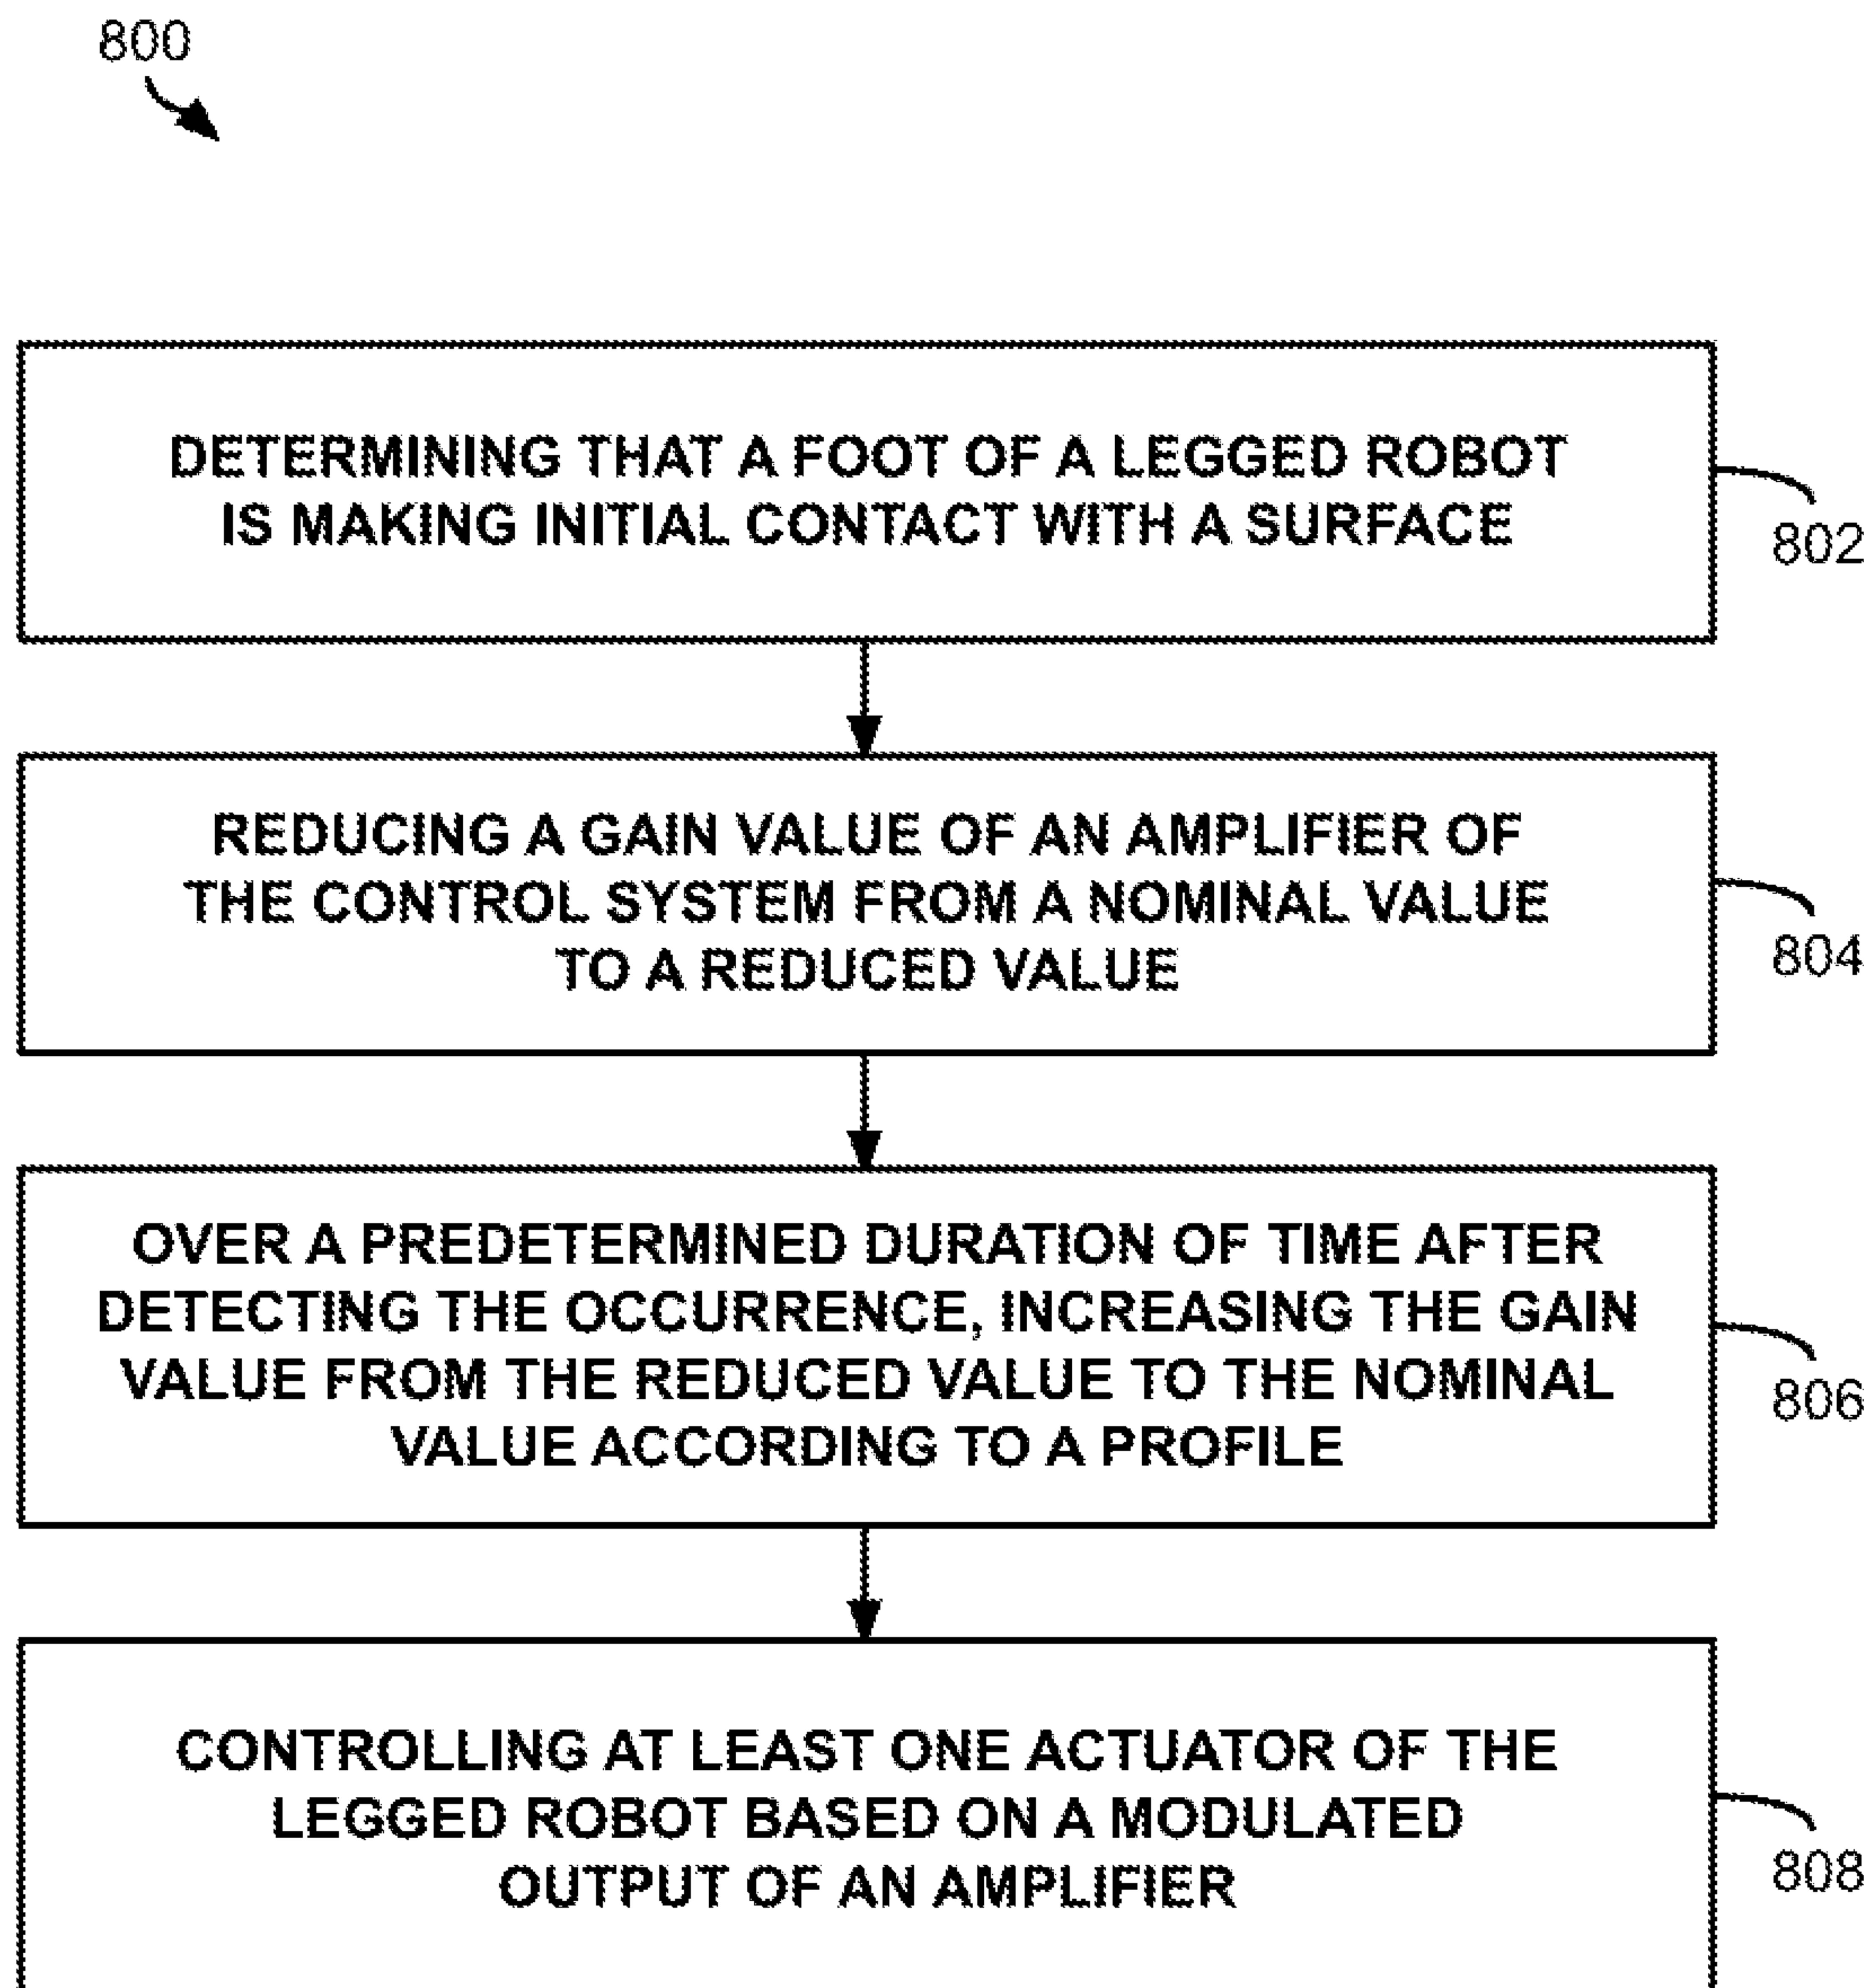 800
DETERMINING THAT A FOOT OF A LEGGED ROBOT
IS MAKING INITIAL CONTACT WITH A SURFACE
802
REDUCING A GAIN VALUE OF AN AMPLIFIER OF
THE CONTROL SYSTEM FROM A NOMINAL VALUE
TO A REDUCED VALUE
804
OVER A PREDETERMINED DURATION OF TIME AFTER
DETECTING THE OCCURRENCE, INCREASING THE GAIN
VALUE FROM THE REDUCED VALUE TO THE NOMINAL
VALUE ACCORDING TO A PROFILE
806
CONTROLLING AT LEAST ONE ACTUATOR OF THE
LEGGED ROBOT BASED ON A MODULATED
OUTPUT OF AN AMPLIFIER
808